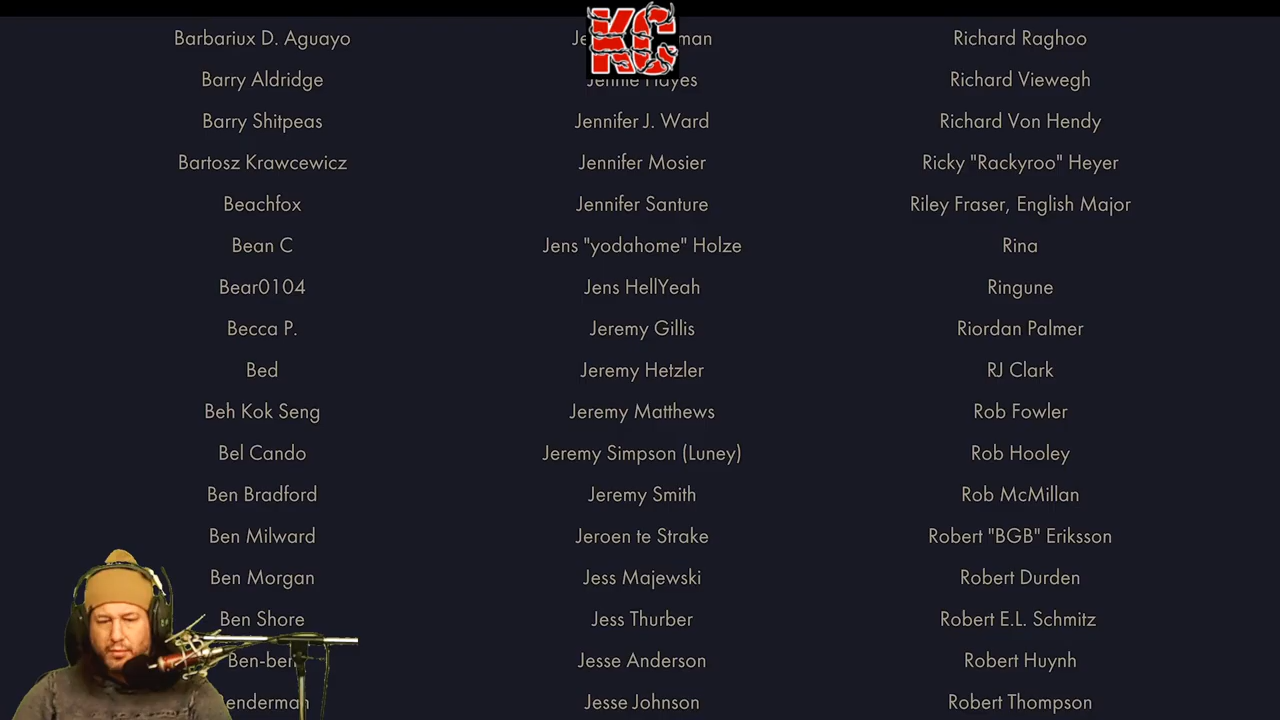 KC
Barbariux D. Aguayo
Barry Aldridge
Barry Shitpeas
Bartosz Krawcewicz
Beachfox
Bean C
Bear0104
Becca P.
Bed
Beh Kok Seng
Bel Cando
Ben Bradford
Ben Milward
Ben Morgan
Ben Shore
Jennie Hayes
Jennifer J. Ward
Jennifer Mosier
Jennifer Santure
Jens "yodahome" Holze
Jens HellYeah
Jeremy Gillis
Jeremy Hetzler
Jeremy Matthews
Jeremy Simpson (Luney)
Jeremy Smith
Jeroen te Strake
Jess Majewski
Jess Thurber
Jesse Anderson
Jesse Johnson
Richard Raghoo
Richard Viewegh
Richard Von Hendy
Ricky "Rackyroo" Heyer
Riley Fraser, English Major
Rina
Ringune
Riordan Palmer
RJ Clark
Rob Fowler
Rob Hooley
Rob McMillan
Robert "BGB" Eriksson
Robert Durden
Robert E.L. Schmitz
Robert Huynh
Robert Thompson